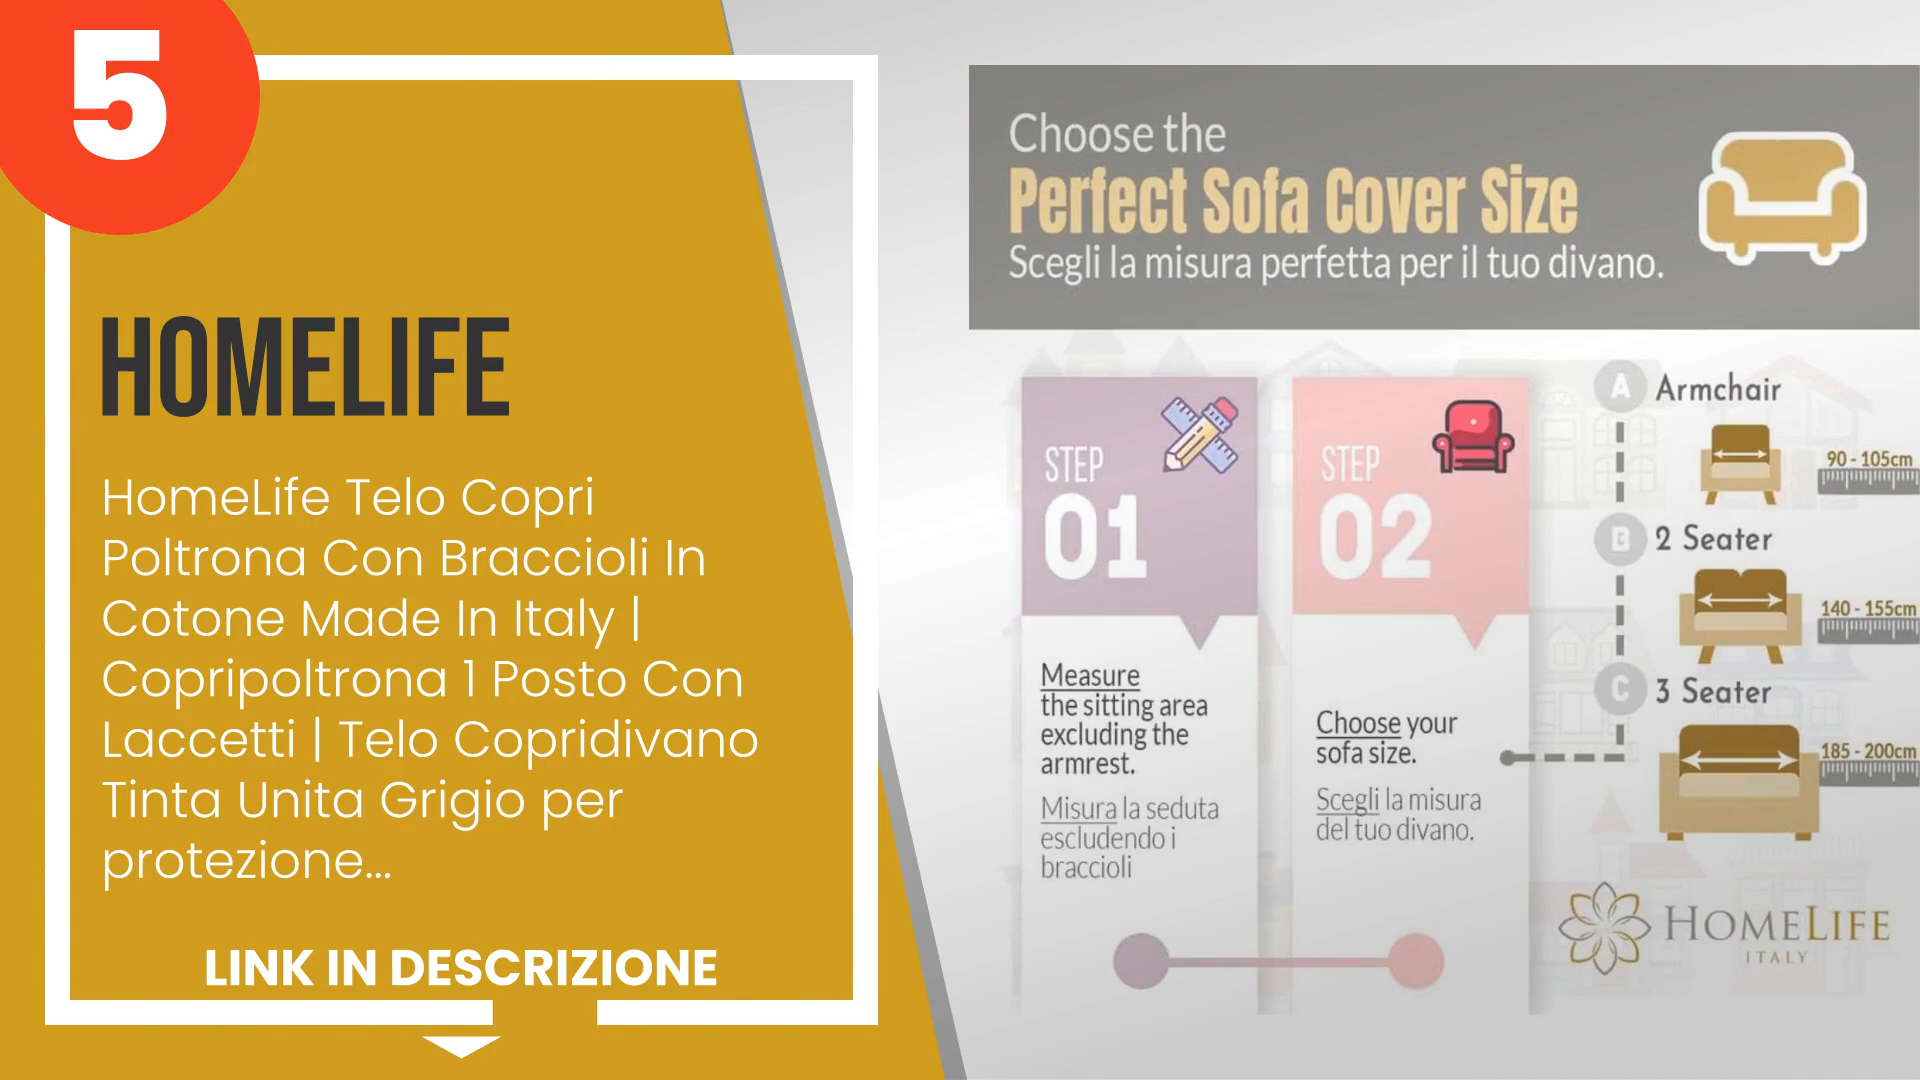 5
HOMELIFE
HomeLife Telo Copri
Poltrona Con Braccioli In
Cotone Made In Italy |
Copripoltrona 1 Posto Con
Laccetti | Telo Copridivano
Tinta Unita Grigio per
protezione...
LINK IN DESCRIZIONE
Choose the
Perfect Sofa Cover Size
Scegli la misura perfetta per il tuo divano.
STEP
01
Measure
the sitting area
excluding the
armrest.
Misura la seduta
escludendo i
braccioli
STEP
02
Choose your
sofa size.
Scegli la misura
del tuo divano.
A Armchair
90 - 105cm
B 2 Seater
140 - 155cm
C 3 Seater
185 - 200cm
HOMELIFE
ITALY